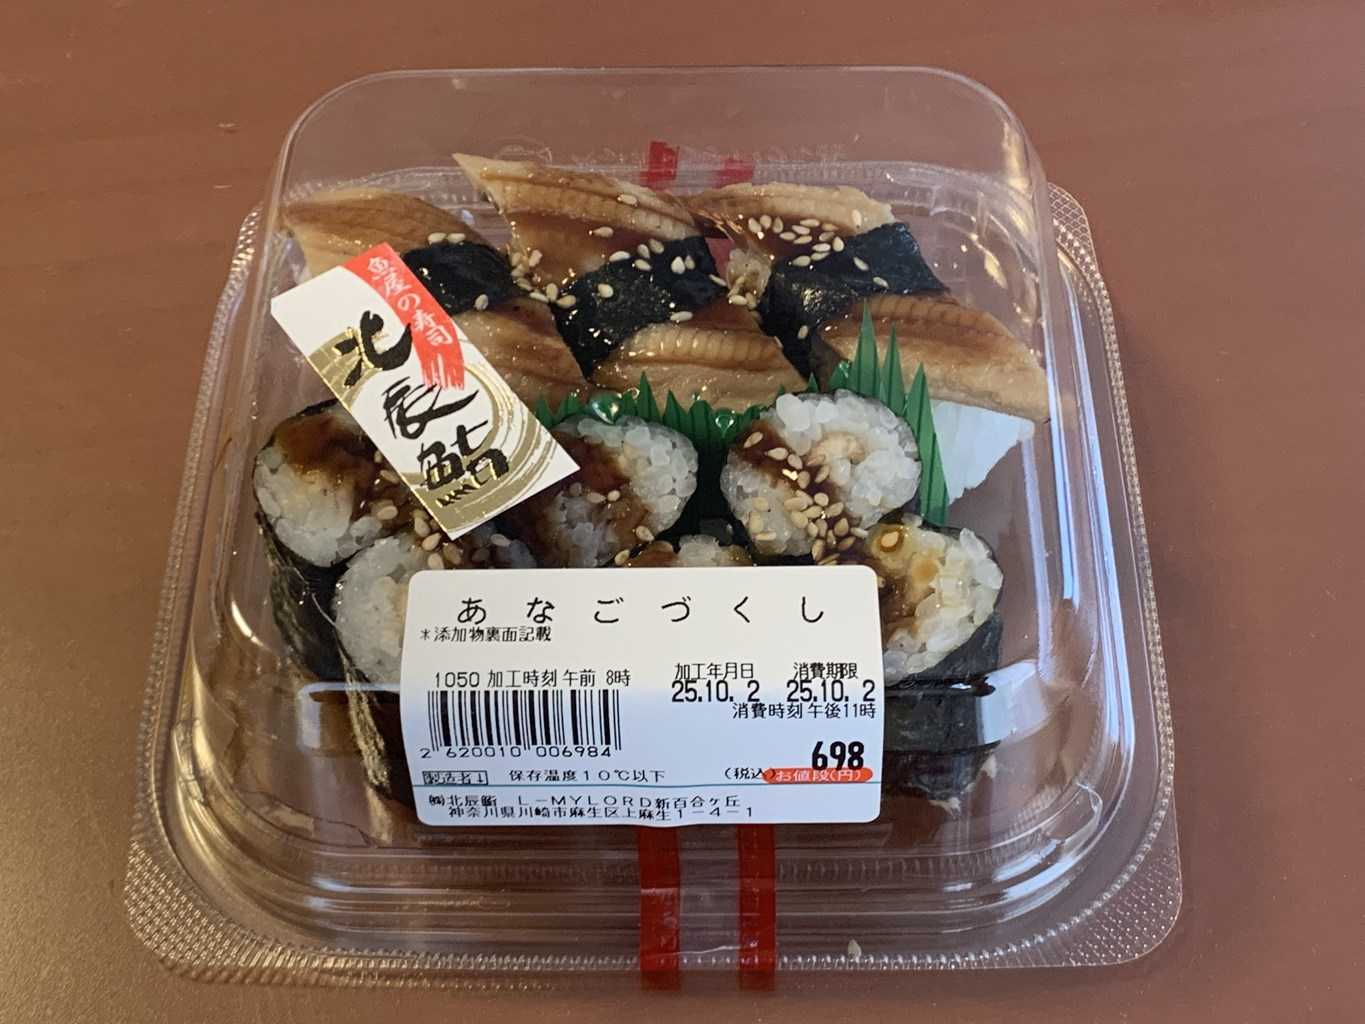 魚屋の寿司
北辰鮨
あなごづくし
*添加物裏面記載
1050 加工時刻 午前 8時
加工年月日 消費期限
25.10. 2 25.10. 2
消費時刻 午後11時
2 620010 006984
698
保存温度10℃以下 (税込) お値段(円)
㈱北辰鮨 L-MYLORD新百合ヶ丘
神奈川県川崎市麻生区上麻生1-4-1